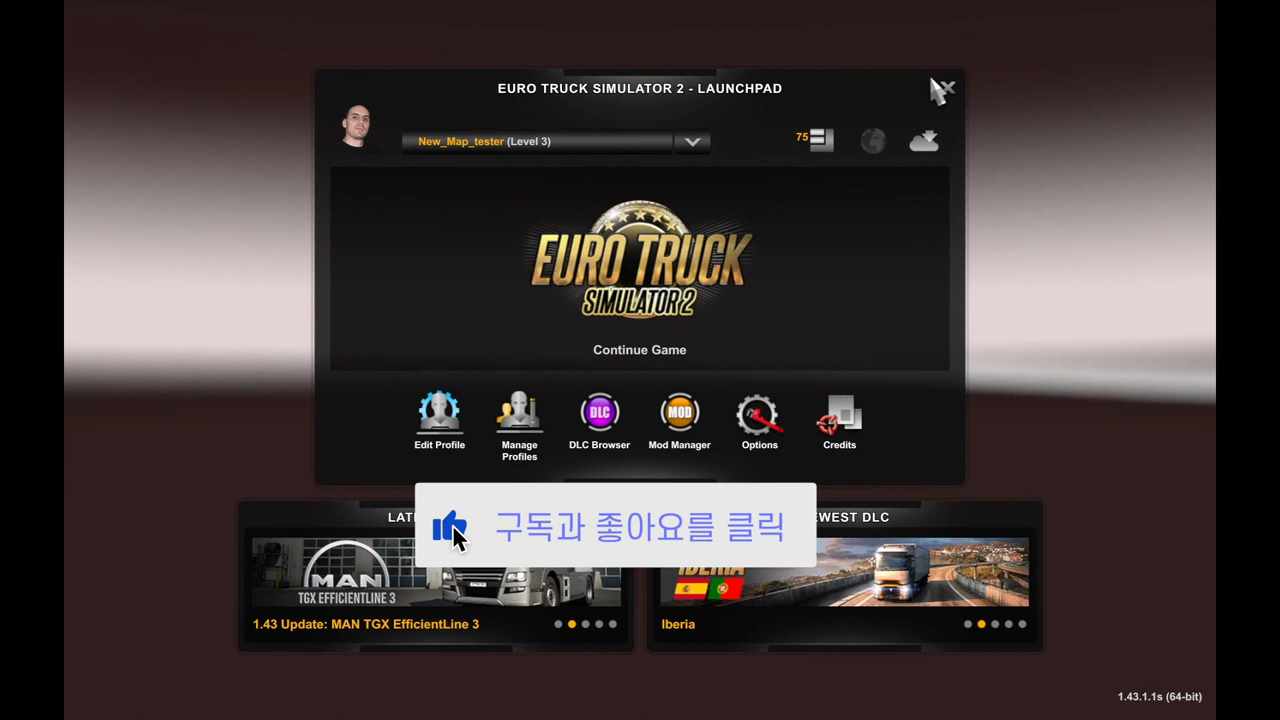 EURO TRUCK SIMULATOR 2 - LAUNCHPAD
New_Map_tester (Level 3)
75
EURO TRUCK
SIMULATOR 2
Continue Game
Edit Profile
Manage
Profiles
DLC
DLC Browser
MOD
Mod Manager
Options
Credits
구독과 좋아요를 클릭
WEST DLC
MAN
TGX EFFICIENTLINE 3
IBERIA
1.43 Update: MAN TGX EfficientLine 3
Iberia
1.43.1.1s (64-bit)